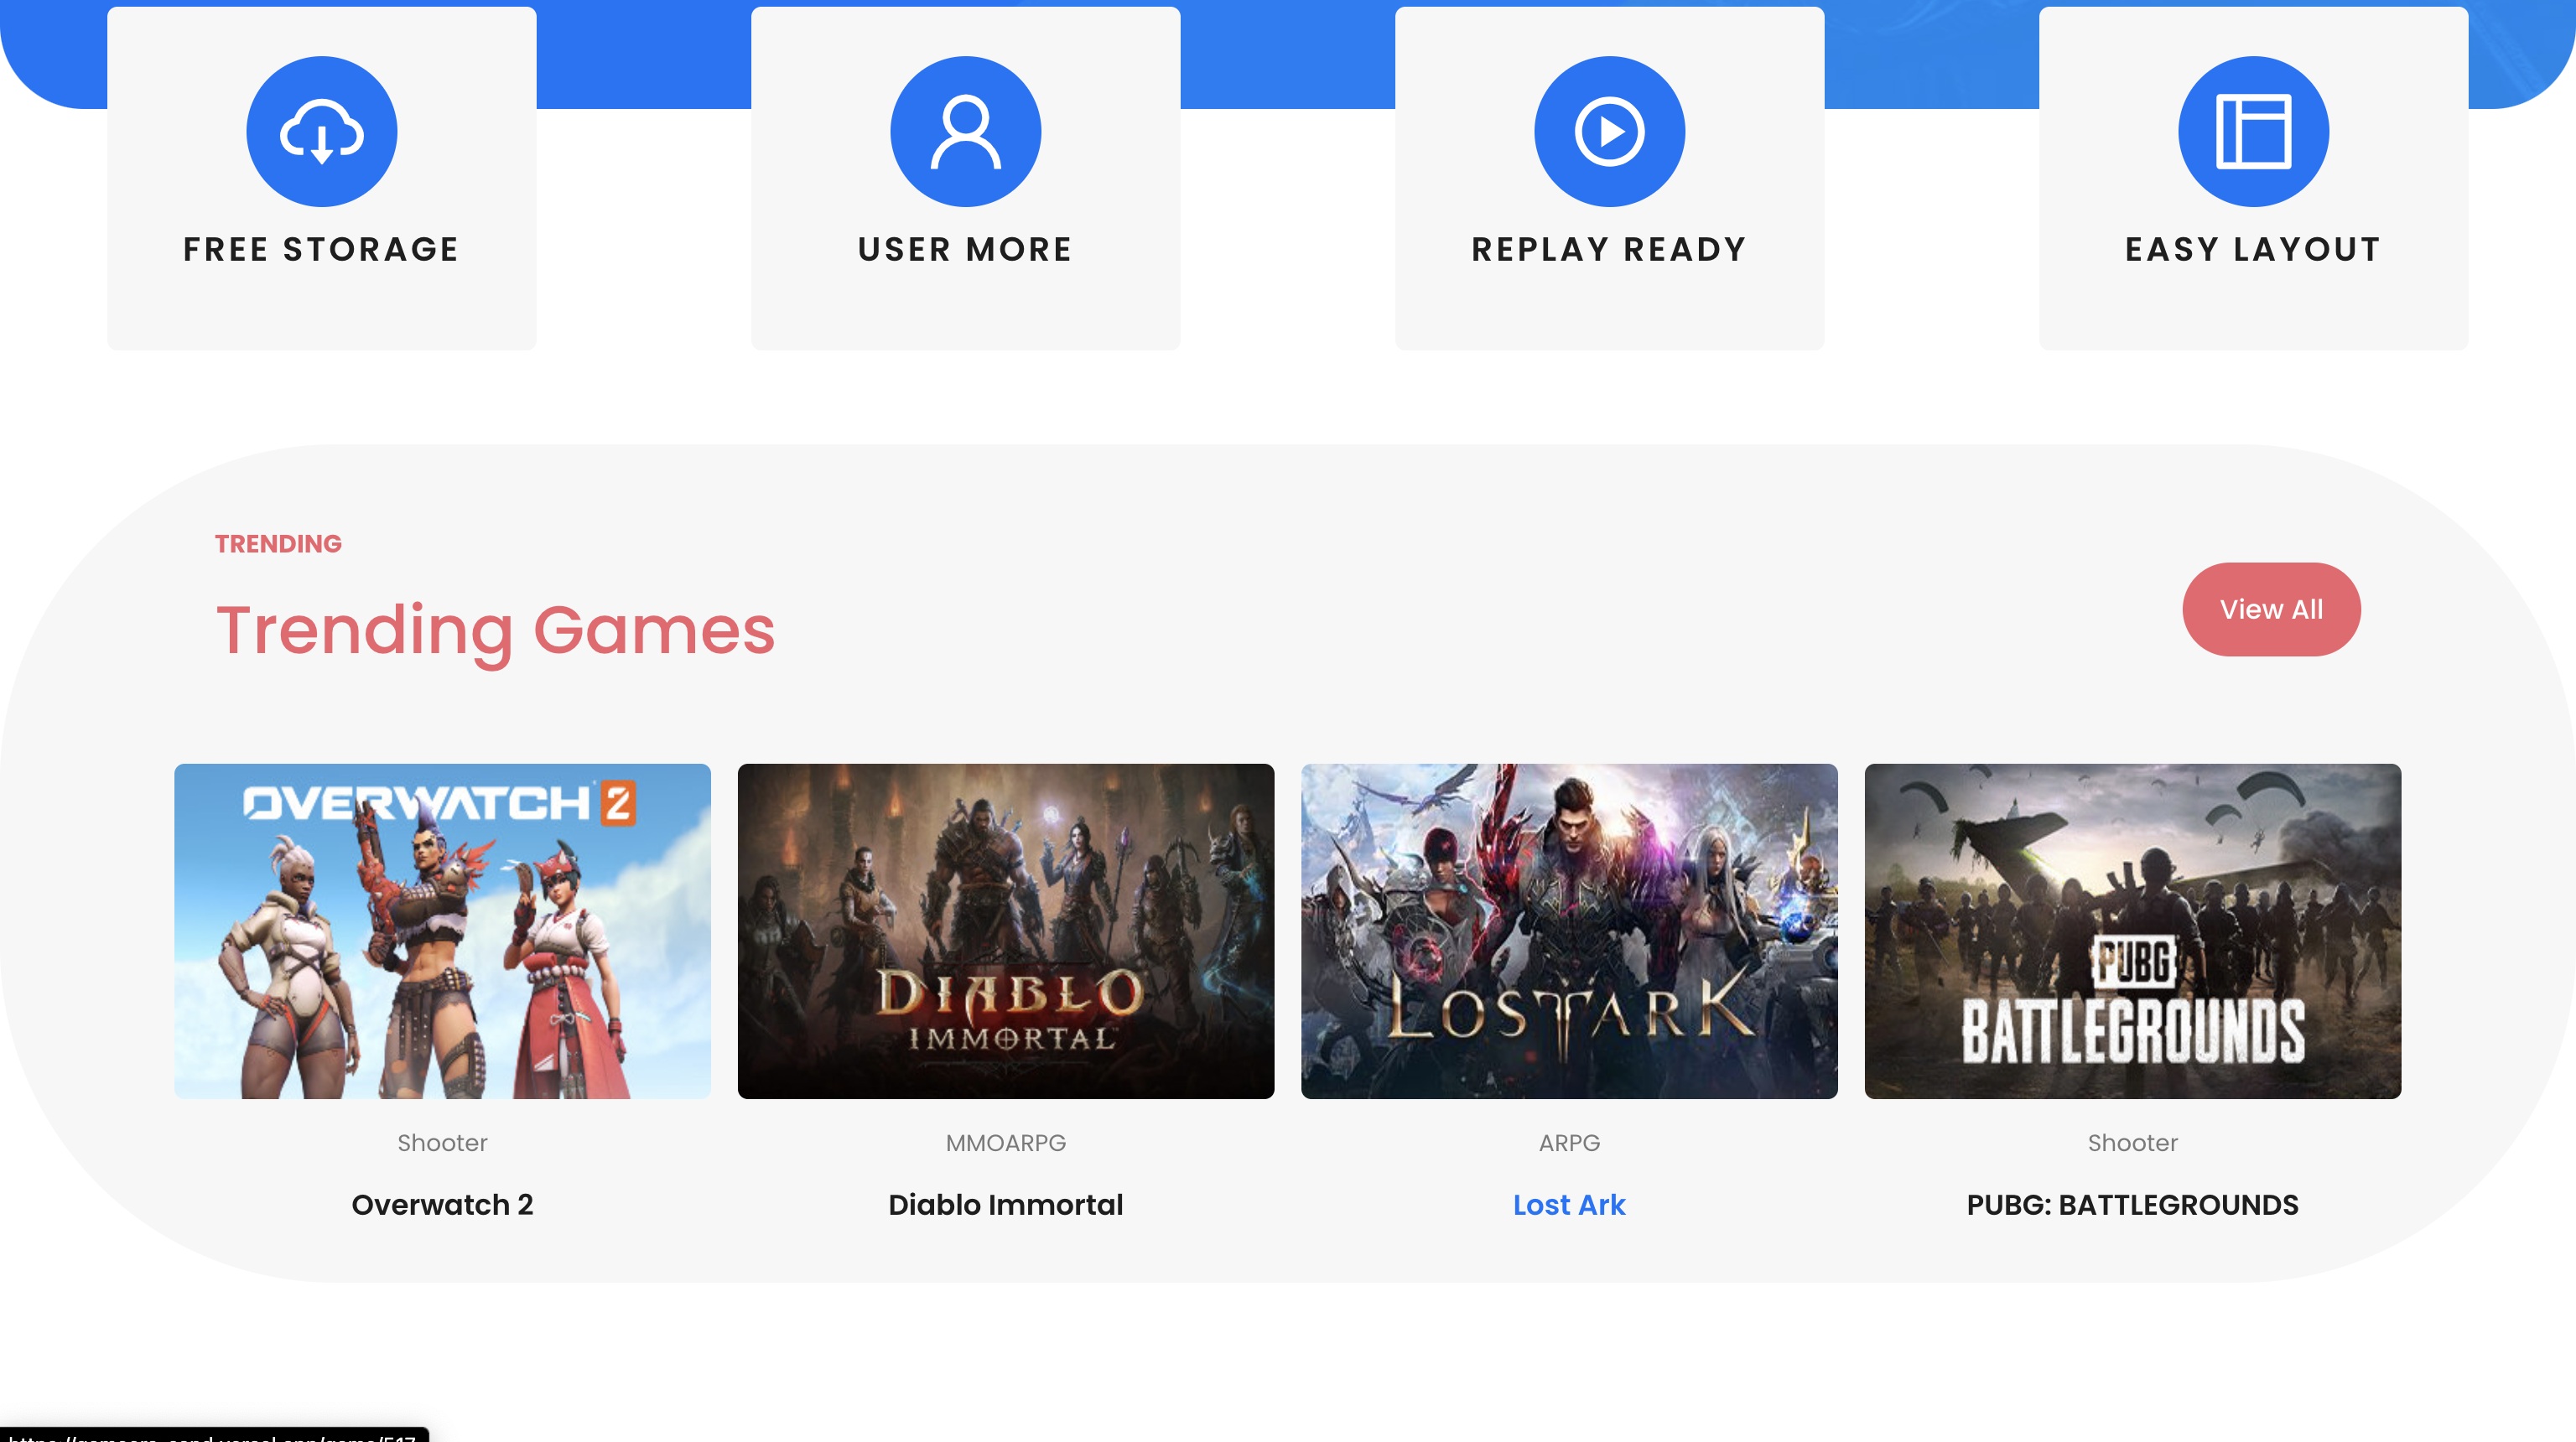 FREE STORAGE
USER MORE
REPLAY READY
EASY LAYOUT
TRENDING
Trending Games
View All
OVERWATCH 2
DIABLO
IMMORTAL
LOST ARK
PUBG
BATTLEGROUNDS
Shooter
MMOARPG
ARPG
Shooter
Overwatch 2
Diablo Immortal
Lost Ark
PUBG: BATTLEGROUNDS